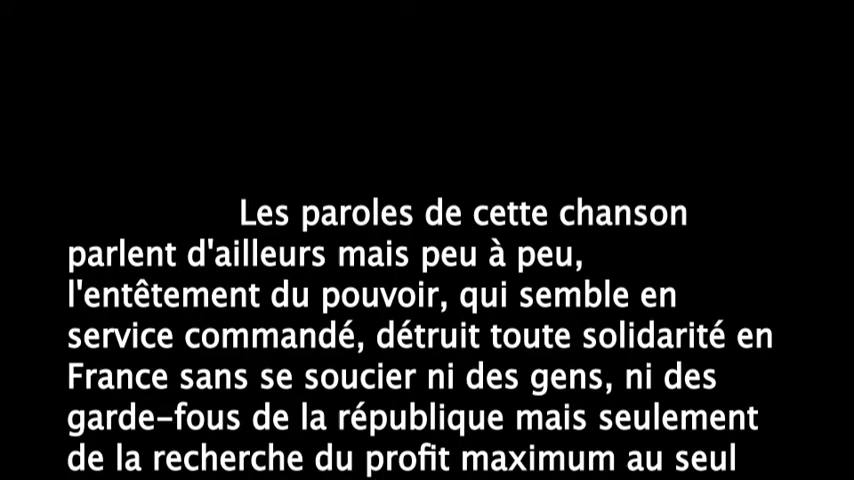 Les paroles de cette chanson
parlent d'ailleurs mais peu à peu,
l'entêtement du pouvoir, qui semble en
service commandé, détruit toute solidarité en
France sans se soucier ni des gens, ni des
garde-fous de la république mais seulement
de la recherche du profit maximum au seul